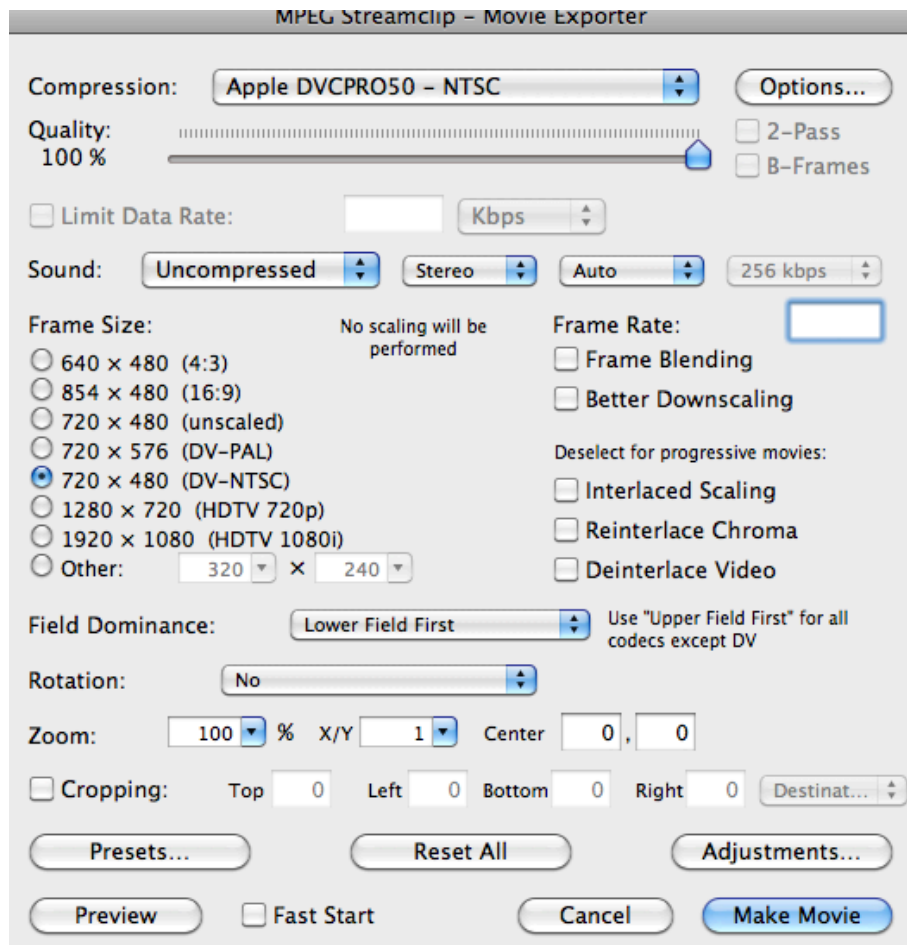 MPEG Streamclip – Movie Exporter
Compression: Apple DVCPRO50 – NTSC Options...
Quality: 2-Pass
100 % B-Frames
Limit Data Rate: Kbps
Sound: Uncompressed Stereo Auto 256 kbps
Frame Size: No scaling will be performed Frame Rate:
640 × 480 (4:3) Frame Blending
854 × 480 (16:9) Better Downscaling
720 × 480 (unscaled)
720 × 576 (DV-PAL) Deselect for progressive movies:
720 × 480 (DV-NTSC) Interlaced Scaling
1280 × 720 (HDTV 720p) Reinterlace Chroma
1920 × 1080 (HDTV 1080i)
Other: 320 × 240 Deinterlace Video
Field Dominance: Lower Field First Use "Upper Field First" for all codecs except DV
Rotation: No
Zoom: 100 % X/Y 1 Center 0 , 0
Cropping: Top 0 Left 0 Bottom 0 Right 0 Destinat...
Presets... Reset All Adjustments...
Preview Fast Start Cancel Make Movie